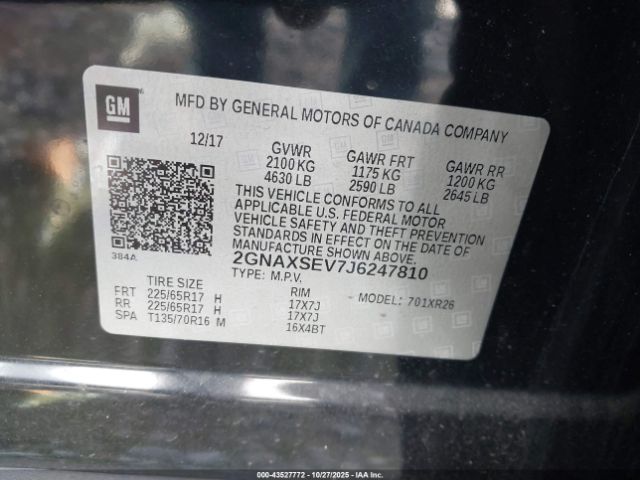 GM
MFD BY GENERAL MOTORS OF CANADA COMPANY
12/17
GVWR GAWR FRT GAWR RR
2100 KG 1175 KG 1200 KG
4630 LB 2590 LB 2645 LB
THIS VEHICLE CONFORMS TO ALL
APPLICABLE U.S. FEDERAL MOTOR
VEHICLE SAFETY AND THEFT
PREVENTION STANDARDS IN
EFFECT ON THE DATE OF
MANUFACTURE SHOWN ABOVE.
2GNAXSEV7J6247810
TYPE: M.P.V.
384A
TIRE SIZE RIM MODEL: 701XR26
FRT 225/65R17 H 17X7J
RR 225/65R17 H 17X7J
SPA T135/70R16 M 16X4BT
000-43527772 | 10/27/2025 | IAA Inc.